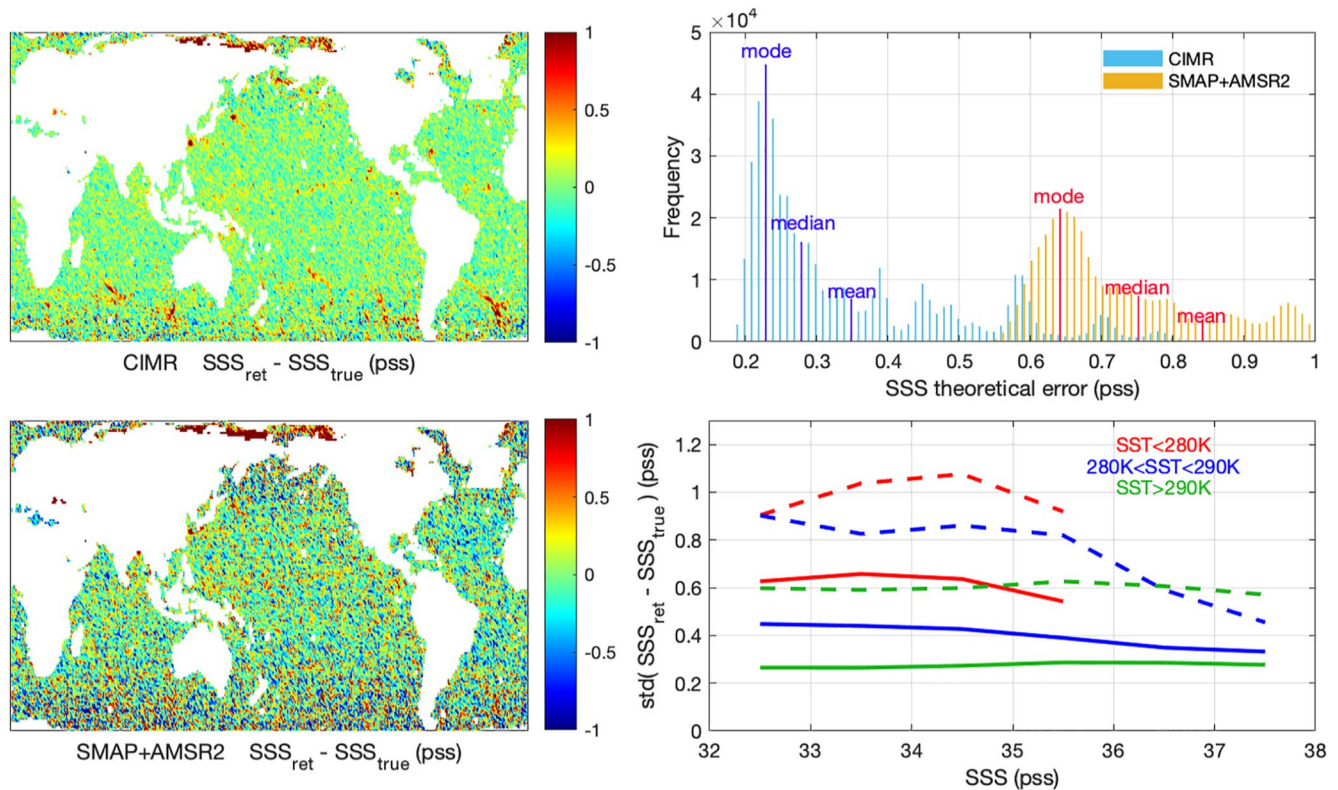 1
0.5
0
-0.5
-1
CIMR SSS_ret - SSS_true (pss)
×10^4
5
4
3
2
1
0
Frequency
mode
median
mean
mode
median
mean
CIMR
SMAP+AMSR2
0.2 0.3 0.4 0.5 0.6 0.7 0.8 0.9 1
SSS theoretical error (pss)
1
0.5
0
-0.5
-1
SMAP+AMSR2 SSS_ret - SSS_true (pss)
std( SSS_ret - SSS_true ) (pss)
1.2
1
0.8
0.6
0.4
0.2
0
SST<280K
280K<SST<290K
SST>290K
32 33 34 35 36 37 38
SSS (pss)